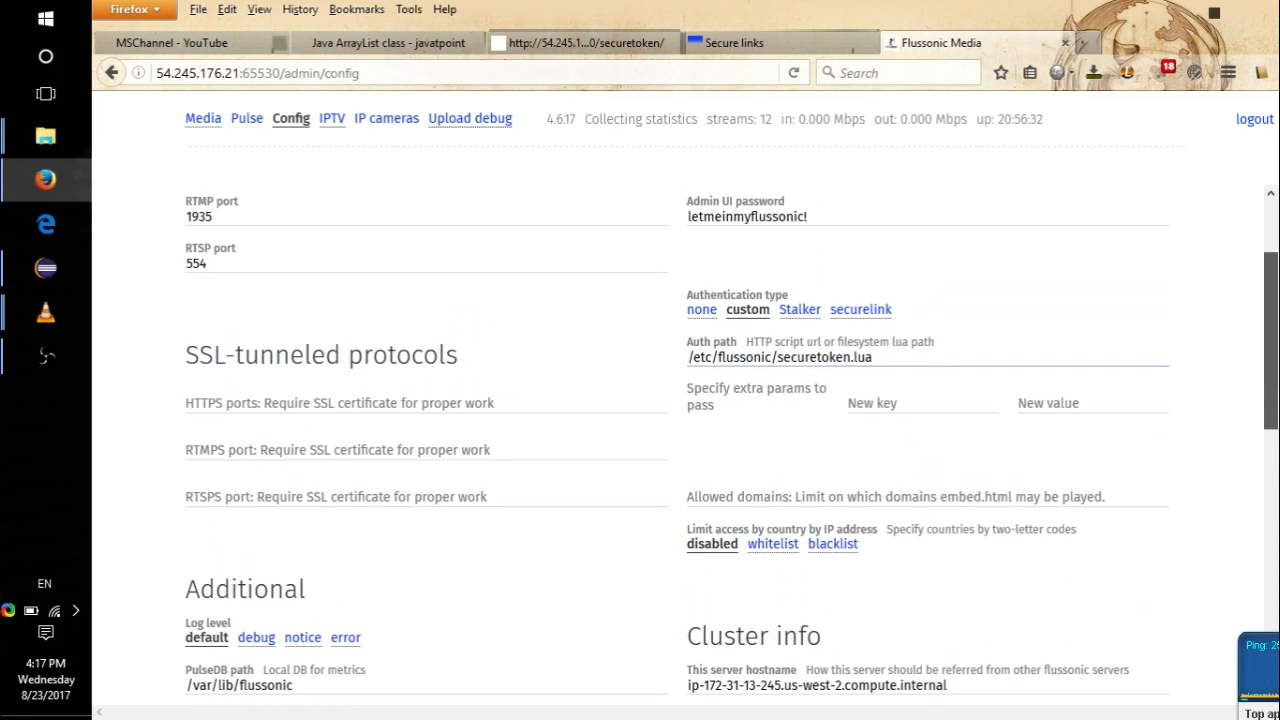 Firefox
File Edit View History Bookmarks Tools Help
MSChannel - YouTube
Java ArrayList class - javatpoint
http://54.245.1...0/securetoken/
Secure links
Flussonic Media
54.245.176.21:65530/admin/config
Search
18
Media Pulse Config IPTV IP cameras Upload debug 4.6.17 Collecting statistics streams: 12 in: 0.000 Mbps out: 0.000 Mbps up: 20:56:32 logout
RTMP port
1935
Admin UI password
letmeinmyflussonic!
RTSP port
554
Authentication type
none custom Stalker securelink
Auth path HTTP script url or filesystem lua path
/etc/flussonic/securetoken.lua
SSL-tunneled protocols
Specify extra params to
pass
New key
New value
HTTPS ports: Require SSL certificate for proper work
RTMPS port: Require SSL certificate for proper work
RTSPS port: Require SSL certificate for proper work
Allowed domains: Limit on which domains embed.html may be played.
Limit access by country by IP address Specify countries by two-letter codes
disabled whitelist blacklist
Additional
Log level
default debug notice error
Cluster info
PulseDB path Local DB for metrics
/var/lib/flussonic
This server hostname How this server should be referred from other flussonic servers
ip-172-31-13-245.us-west-2.compute.internal
EN
4:17 PM
Wednesday
8/23/2017
Ping:
Top